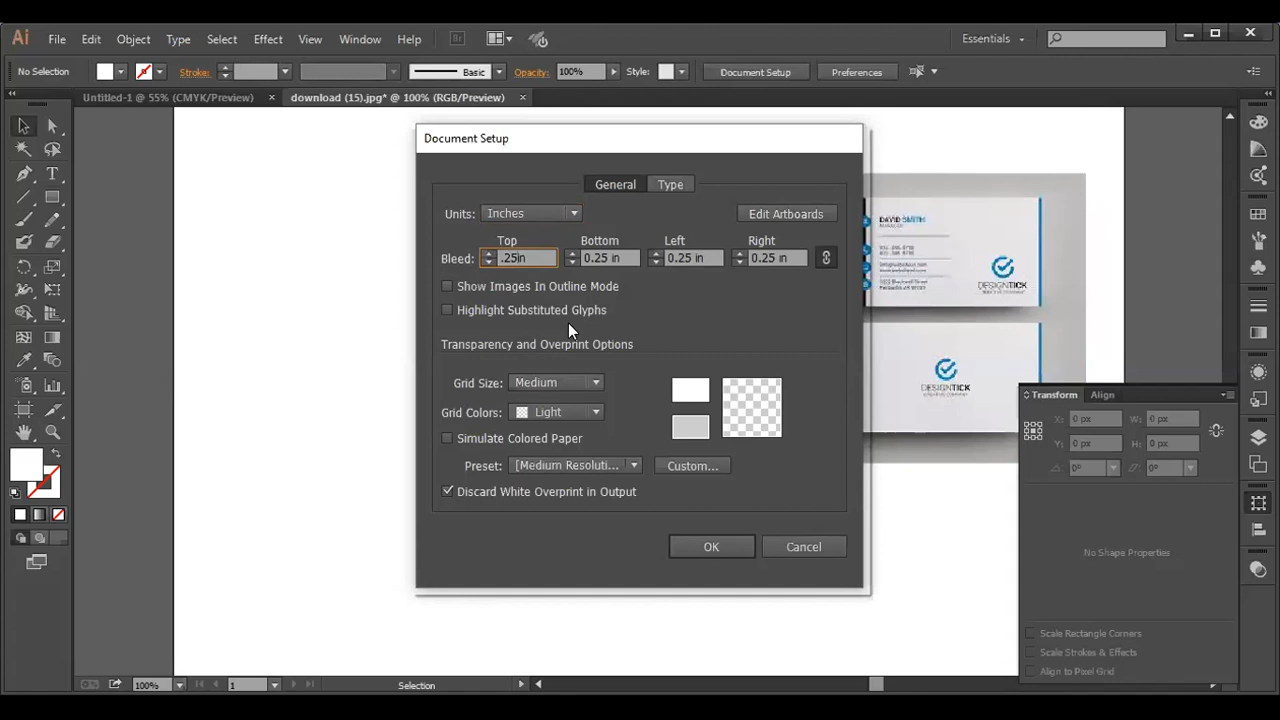 Ai File Edit Object Type Select Effect View Window Help Br Essentials
No Selection Stroke: Basic Opacity: 100% Style: Document Setup Preferences
Untitled-1 @ 55% (CMYK/Preview) × download (15).jpg* @ 100% (RGB/Preview) ×
Document Setup
General Type
Units: Inches Edit Artboards
Top Bottom Left Right
Bleed: .25in 0.25 in 0.25 in 0.25 in
Show Images In Outline Mode
Highlight Substituted Glyphs
Transparency and Overprint Options
Grid Size: Medium
Grid Colors: Light
Simulate Colored Paper
Preset: [Medium Resoluti... Custom...
Discard White Overprint in Output
OK Cancel
DAVID SMITH
DESIGNTICK
DESIGNTICK
Transform Align
X: 0 px W: 0 px
Y: 0 px H: 0 px
0° 0°
No Shape Properties
Scale Rectangle Corners
Scale Strokes & Effects
Align to Pixel Grid
100% 1 Selection